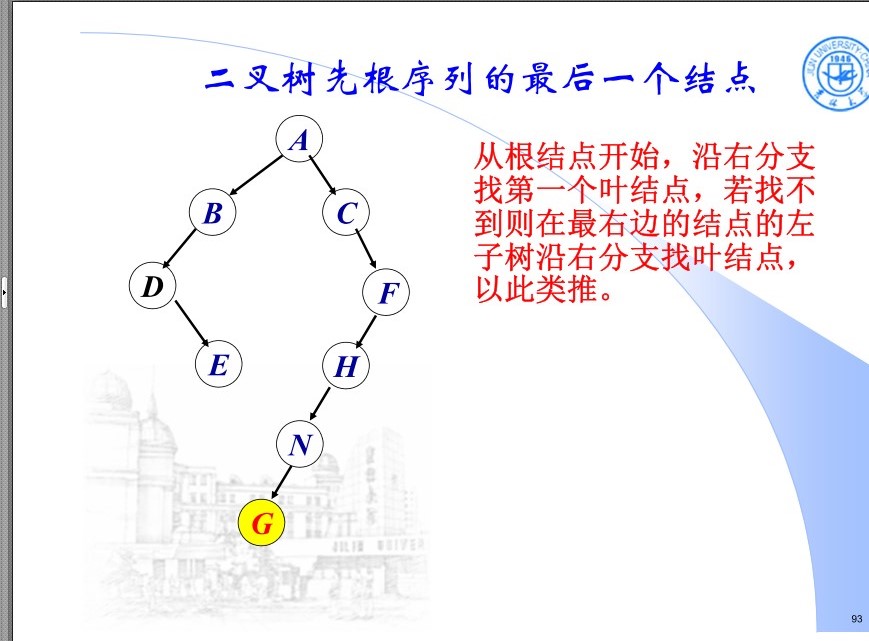 二叉树先根序列的最后一个结点
JILIN UNIVERSITY CHINA
1946
A
从根结点开始，沿右分支
找第一个叶结点，若找不
到则在最右边的结点的左
子树沿右分支找叶结点，
以此类推。
B
C
D
F
E
H
N
G
JILIN UNIVER
93